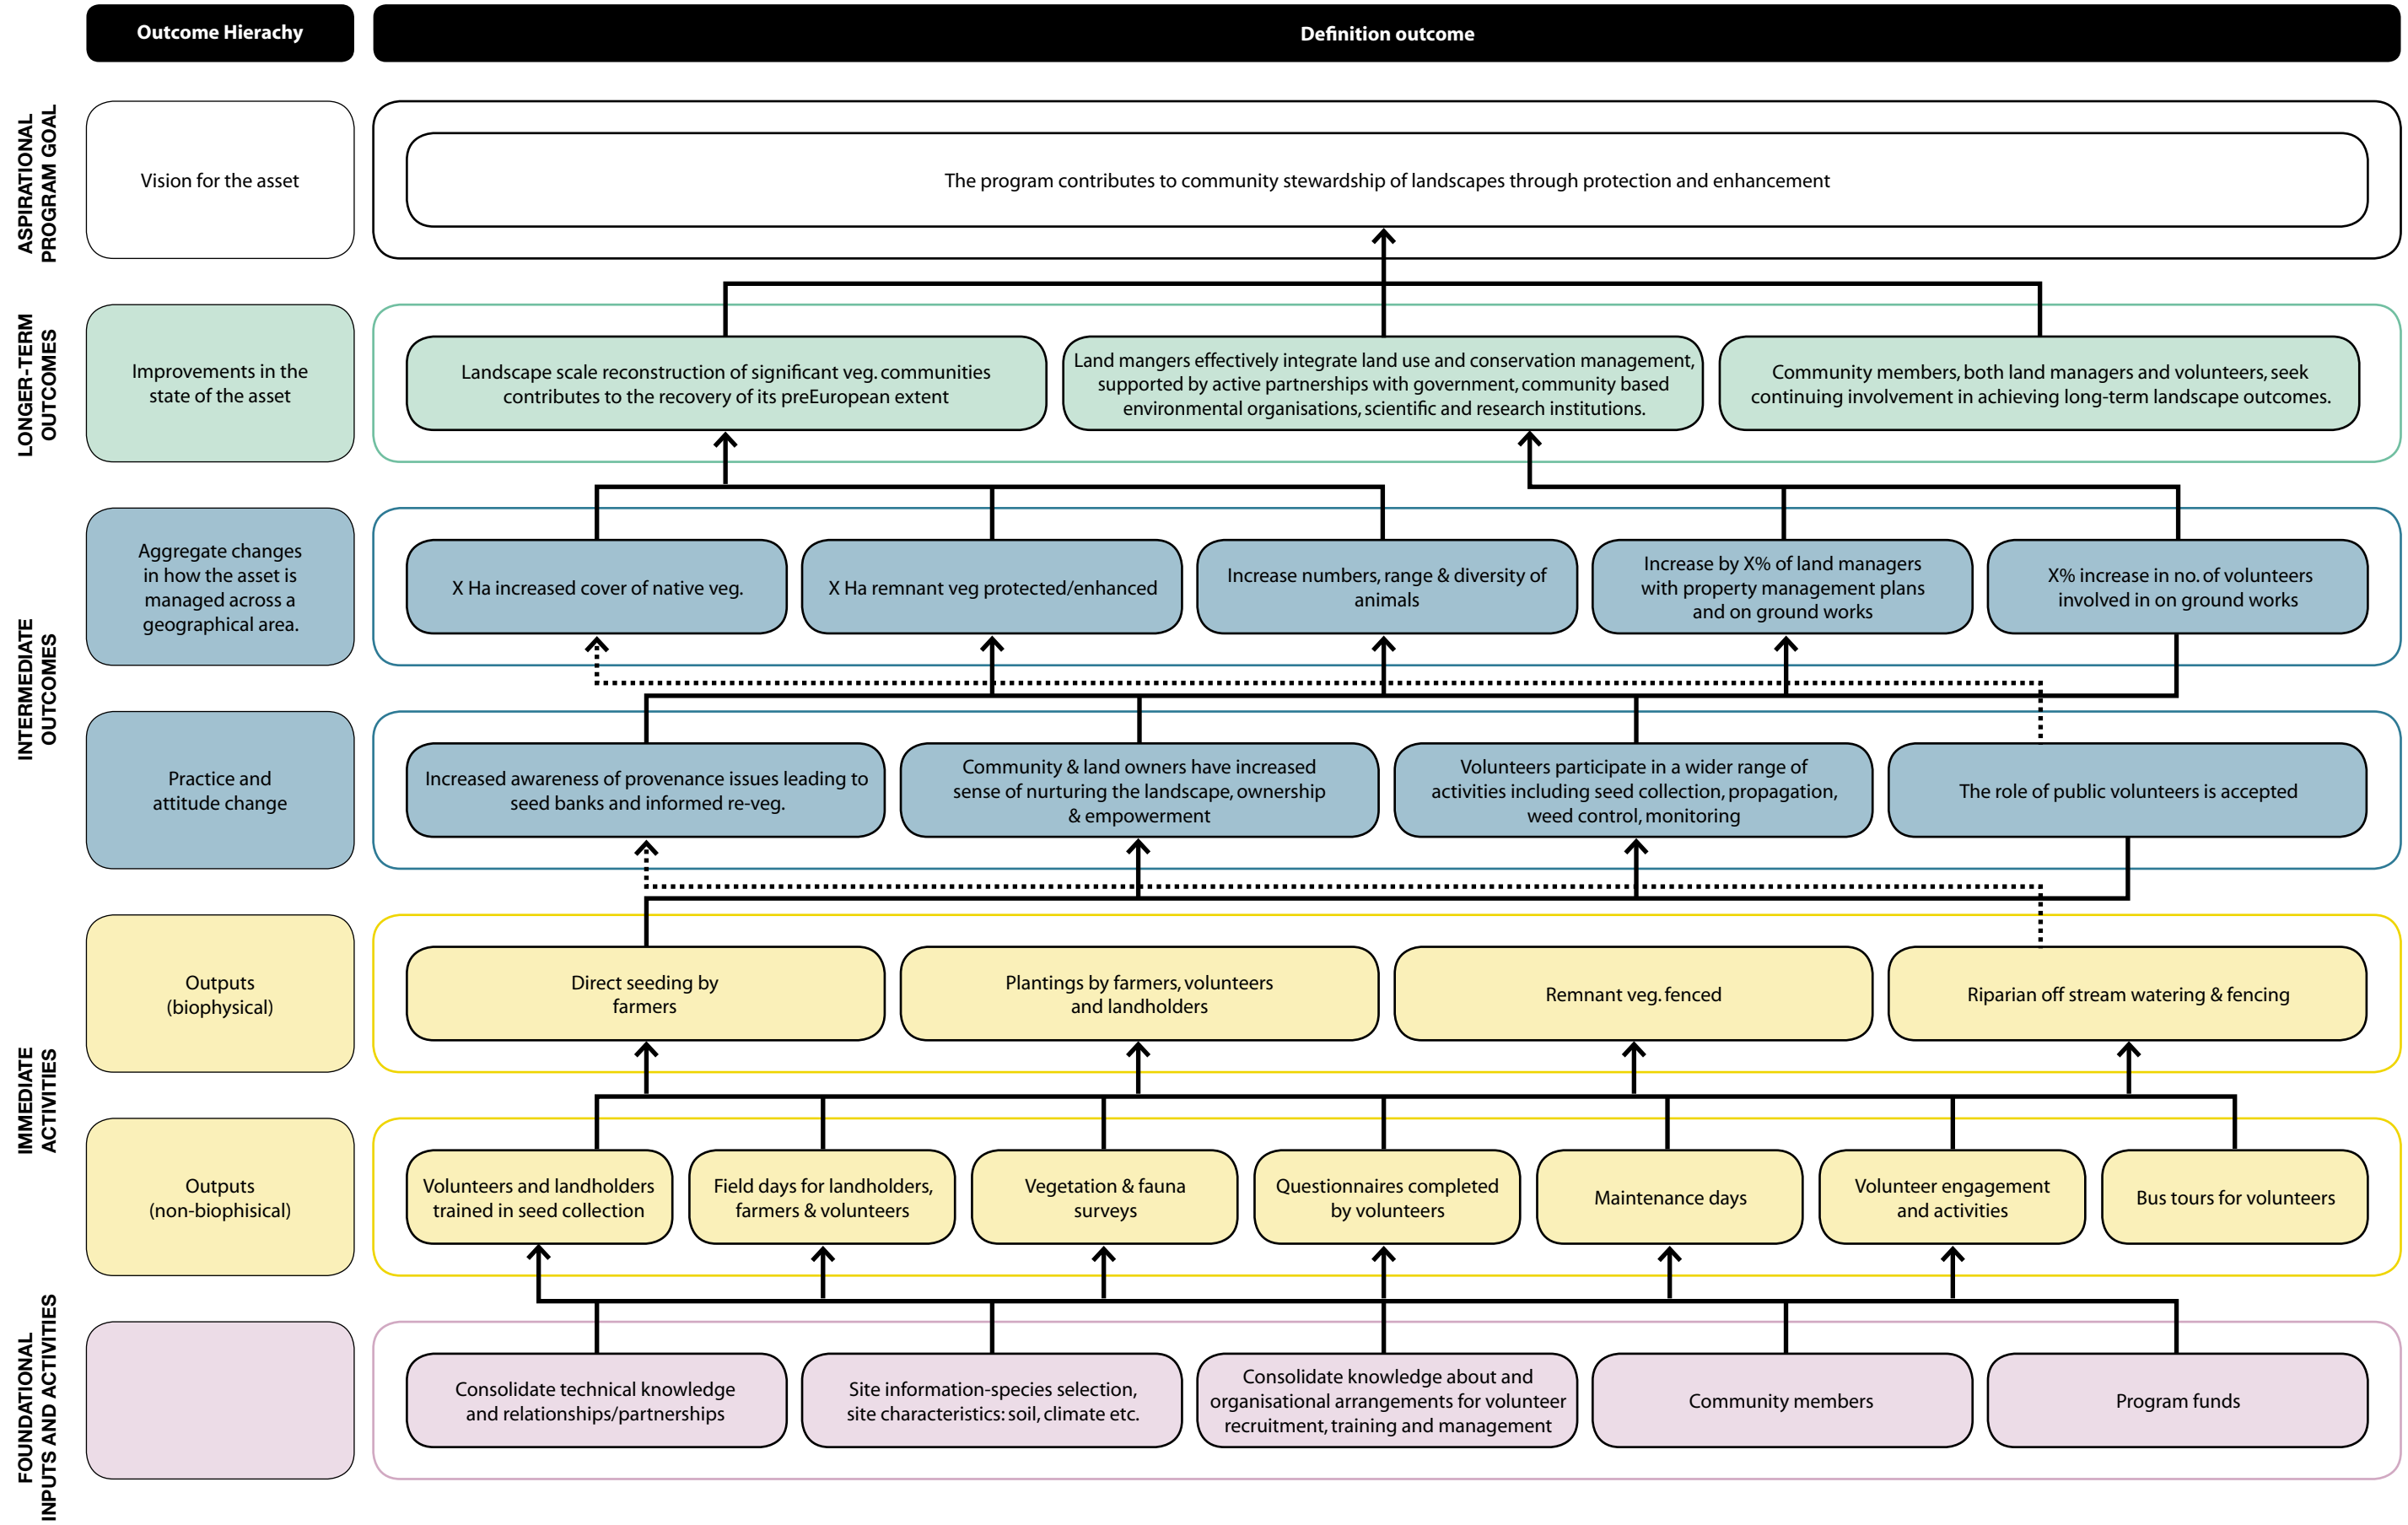 Outcome Hierachy
Definition outcome
ASPIRATIONAL
PROGRAM GOAL
Vision for the asset
The program contributes to community stewardship of landscapes through protection and enhancement
LONGER-TERM
OUTCOMES
Improvements in the
state of the asset
Landscape scale reconstruction of significant veg. communities
contributes to the recovery of its preEuropean extent
Land mangers effectively integrate land use and conservation management,
supported by active partnerships with government, community based
environmental organisations, scientific and research institutions.
Community members, both land managers and volunteers, seek
continuing involvement in achieving long-term landscape outcomes.
INTERMEDIATE
OUTCOMES
Aggregate changes
in how the asset is
managed across a
geographical area.
X Ha increased cover of native veg.
X Ha remnant veg protected/enhanced
Increase numbers, range & diversity of
animals
Increase by X% of land managers
with property management plans
and on ground works
X% increase in no. of volunteers
involved in on ground works
Practice and
attitude change
Increased awareness of provenance issues leading to
seed banks and informed re-veg.
Community & land owners have increased
sense of nurturing the landscape, ownership
& empowerment
Volunteers participate in a wider range of
activities including seed collection, propagation,
weed control, monitoring
The role of public volunteers is accepted
IMMEDIATE
ACTIVITIES
Outputs
(biophysical)
Direct seeding by
farmers
Plantings by farmers, volunteers
and landholders
Remnant veg. fenced
Riparian off stream watering & fencing
Outputs
(non-biophisical)
Volunteers and landholders
trained in seed collection
Field days for landholders,
farmers & volunteers
Vegetation & fauna
surveys
Questionnaires completed
by volunteers
Maintenance days
Volunteer engagement
and activities
Bus tours for volunteers
FOUNDATIONAL
INPUTS AND ACTIVITIES
Consolidate technical knowledge
and relationships/partnerships
Site information-species selection,
site characteristics: soil, climate etc.
Consolidate knowledge about and
organisational arrangements for volunteer
recruitment, training and management
Community members
Program funds